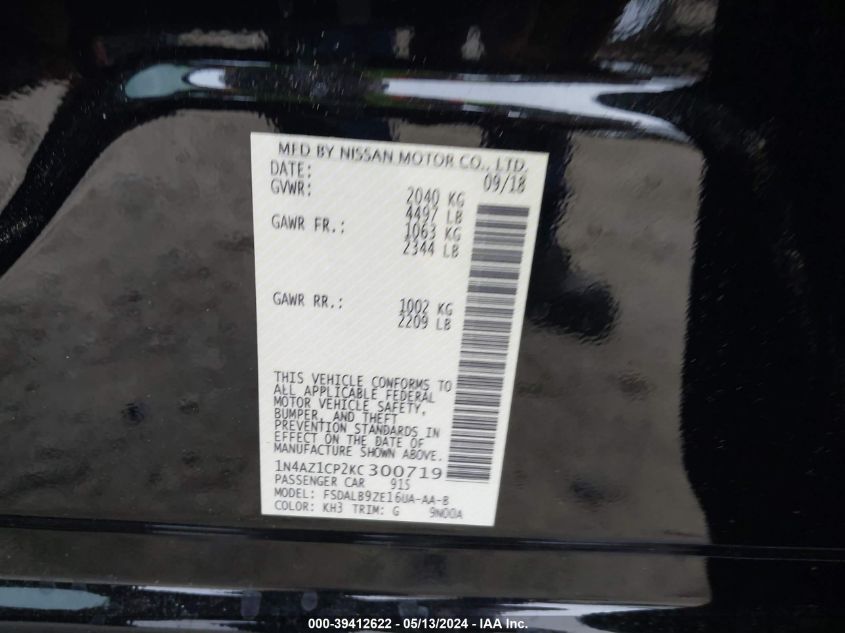 MFD BY NISSAN MOTOR CO., LTD.
DATE: 09/18
GVWR: 2040 KG
4497 LB
GAWR FR.: 1063 KG
2344 LB
GAWR RR.: 1002 KG
2209 LB
THIS VEHICLE CONFORMS TO
ALL APPLICABLE FEDERAL
MOTOR VEHICLE SAFETY,
BUMPER, AND THEFT
PREVENTION STANDARDS IN
EFFECT ON THE DATE OF
MANUFACTURE SHOWN ABOVE.
1N4AZ1CP2KC300719
PASSENGER CAR 915
MODEL: FSDALB9ZE16UA-AA-B
COLOR: KH3 TRIM: G 9N00A
000-39412622 - 05/13/2024 - IAA Inc.